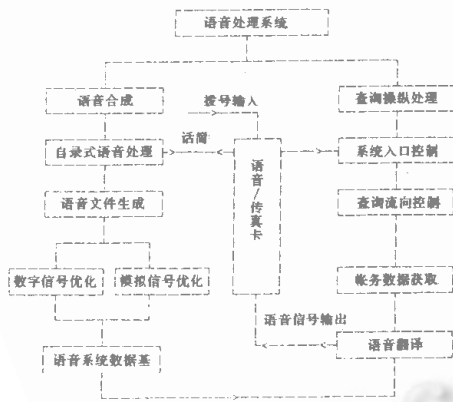 语音处理系统
语音合成
拨号输入
查询操纵处理
自录式语音处理
话筒
语音/传真卡
系统入口控制
语音文件生成
查询流向控制
数字信号优化
模拟信号优化
帐务数据获取
语音信号输出
语音翻译
语音系统数据基